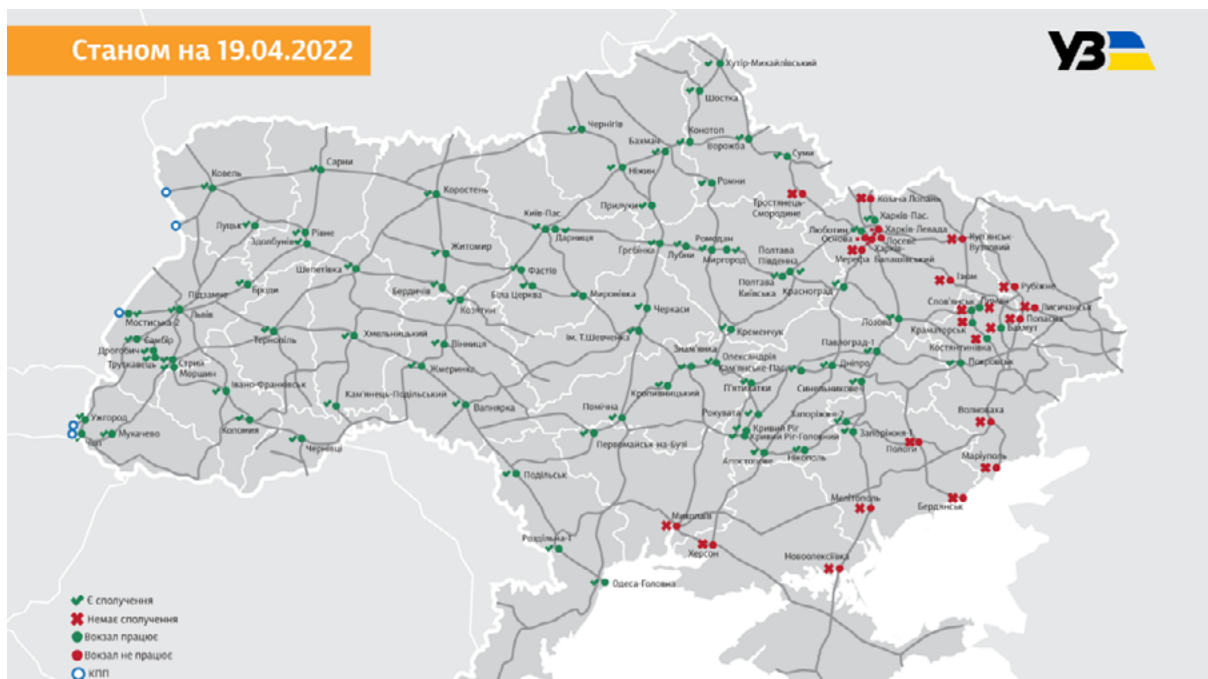 Станом на 19.04.2022
УЗ
Хутір-Михайлівський
Шостка
Чернігів
Конотоп
Бахмач
Ворожба
Суми
Сарни
Ніжин
Ковель
Ромни
Коростень
Тростянець-
Смородине
Козача Лопань
Прилуки
Київ-Пас.
Харків-Пас.
Луцьк
Рівне
Дарниця
Люботин
Харків-Левада
Здолбунів
Основа
Лосеве
Куп'янськ-
Вузловий
Житомир
Гребінка
Лубни
Ромодан
Миргород
Полтава
Південна
Мерефа
Харків-
Балашівський
Шепетівка
Фастів
Полтава
Київська
Красноград
Ізюм
Рубіжне
Броди
Бердичів
Біла Церква
Миронівка
Підзамче
Козятин
Слов'янськ
Лиман
Лисичанськ
Львів
Черкаси
Мостиська-2
Лозова
Попасна
Самбір
Тернопіль
Хмельницький
Кременчук
Краматорськ
Бахмут
Вінниця
ім. Т.Шевченка
Костянтинівка
Дрогобич
Знам'янка
Павлоград-1
Трускавець
Стрий
Олександрія
Моршин
Жмеринка
Кам'янське-Пас.
Дніпро
Покровськ
Івано-Франківськ
П'ятихатки
Синельникове-1
Кам'янець-Подільський
Кропивницький
Вапнярка
Помічна
Рокувата
Запоріжжя-2
Волноваха
Ужгород
Коломия
Кривий Ріг
Запоріжжя-1
Чоп
Мукачево
Чернівці
Первомайськ-на-Бузі
Кривий Ріг-Головний
Пологи
Апостолове
Нікополь
Маріуполь
Подільськ
Мелітополь
Бердянськ
Миколаїв
Роздільна-1
Херсон
Новоолексіївка
Одеса-Головна
Є сполучення
Немає сполучення
Вокзал працює
Вокзал не працює
КПП